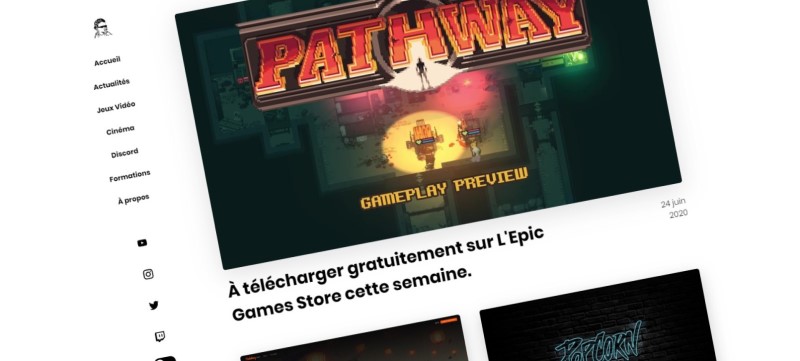 Accueil
Actualités
Jeux Vidéo
Cinéma
Discord
Formations
À propos
PATHWAY
GAMEPLAY PREVIEW
24 juin
2020
À télécharger gratuitement sur L'Epic
Games Store cette semaine.
POPCORN